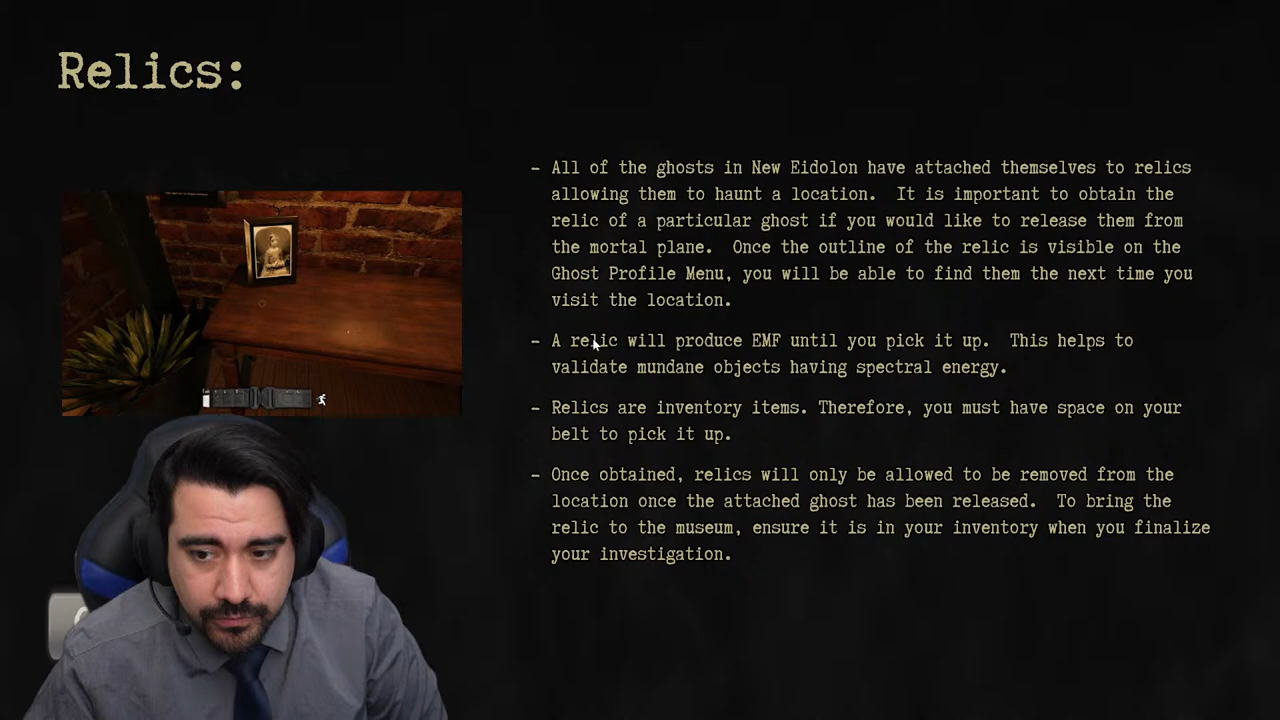 Relics:
- All of the ghosts in New Eidolon have attached themselves to relics
allowing them to haunt a location.  It is important to obtain the
relic of a particular ghost if you would like to release them from
the mortal plane.  Once the outline of the relic is visible on the
Ghost Profile Menu, you will be able to find them the next time you
visit the location.
- A relic will produce EMF until you pick it up.  This helps to
validate mundane objects having spectral energy.
- Relics are inventory items. Therefore, you must have space on your
belt to pick it up.
- Once obtained, relics will only be allowed to be removed from the
location once the attached ghost has been released.  To bring the
relic to the museum, ensure it is in your inventory when you finalize
your investigation.